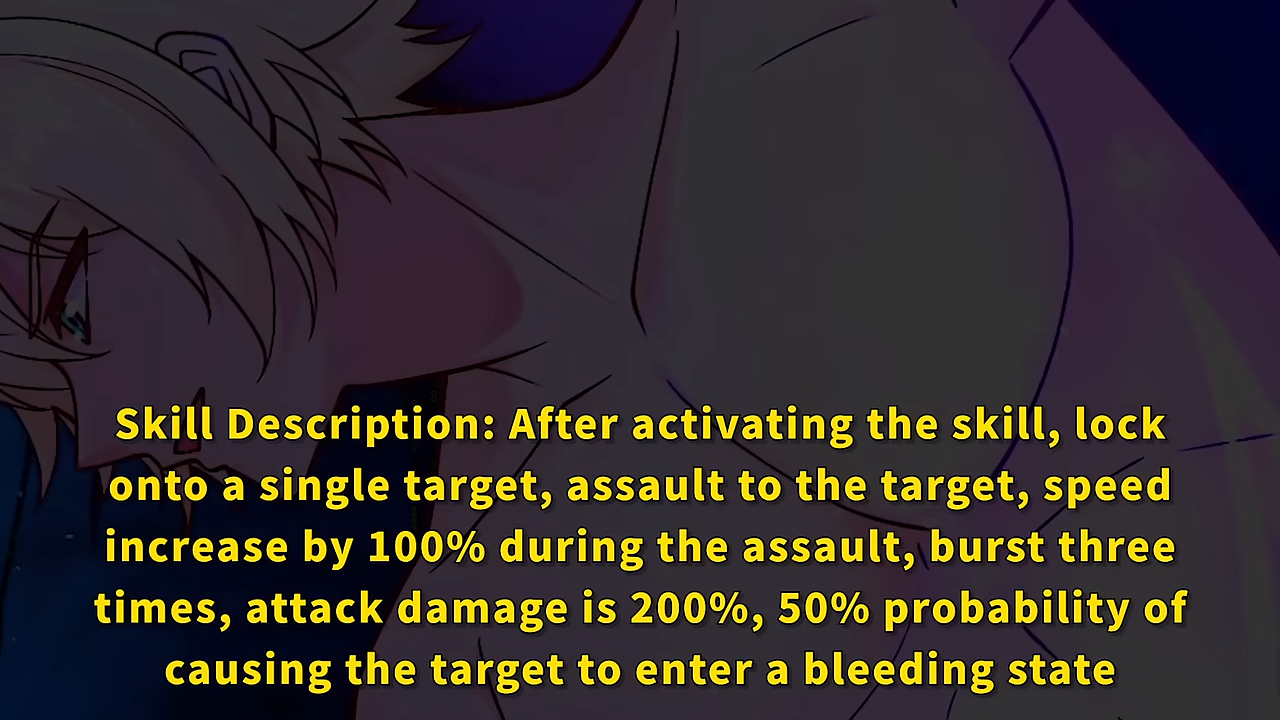 Skill Description: After activating the skill, lock
onto a single target, assault to the target, speed
increase by 100% during the assault, burst three
times, attack damage is 200%, 50% probability of
causing the target to enter a bleeding state